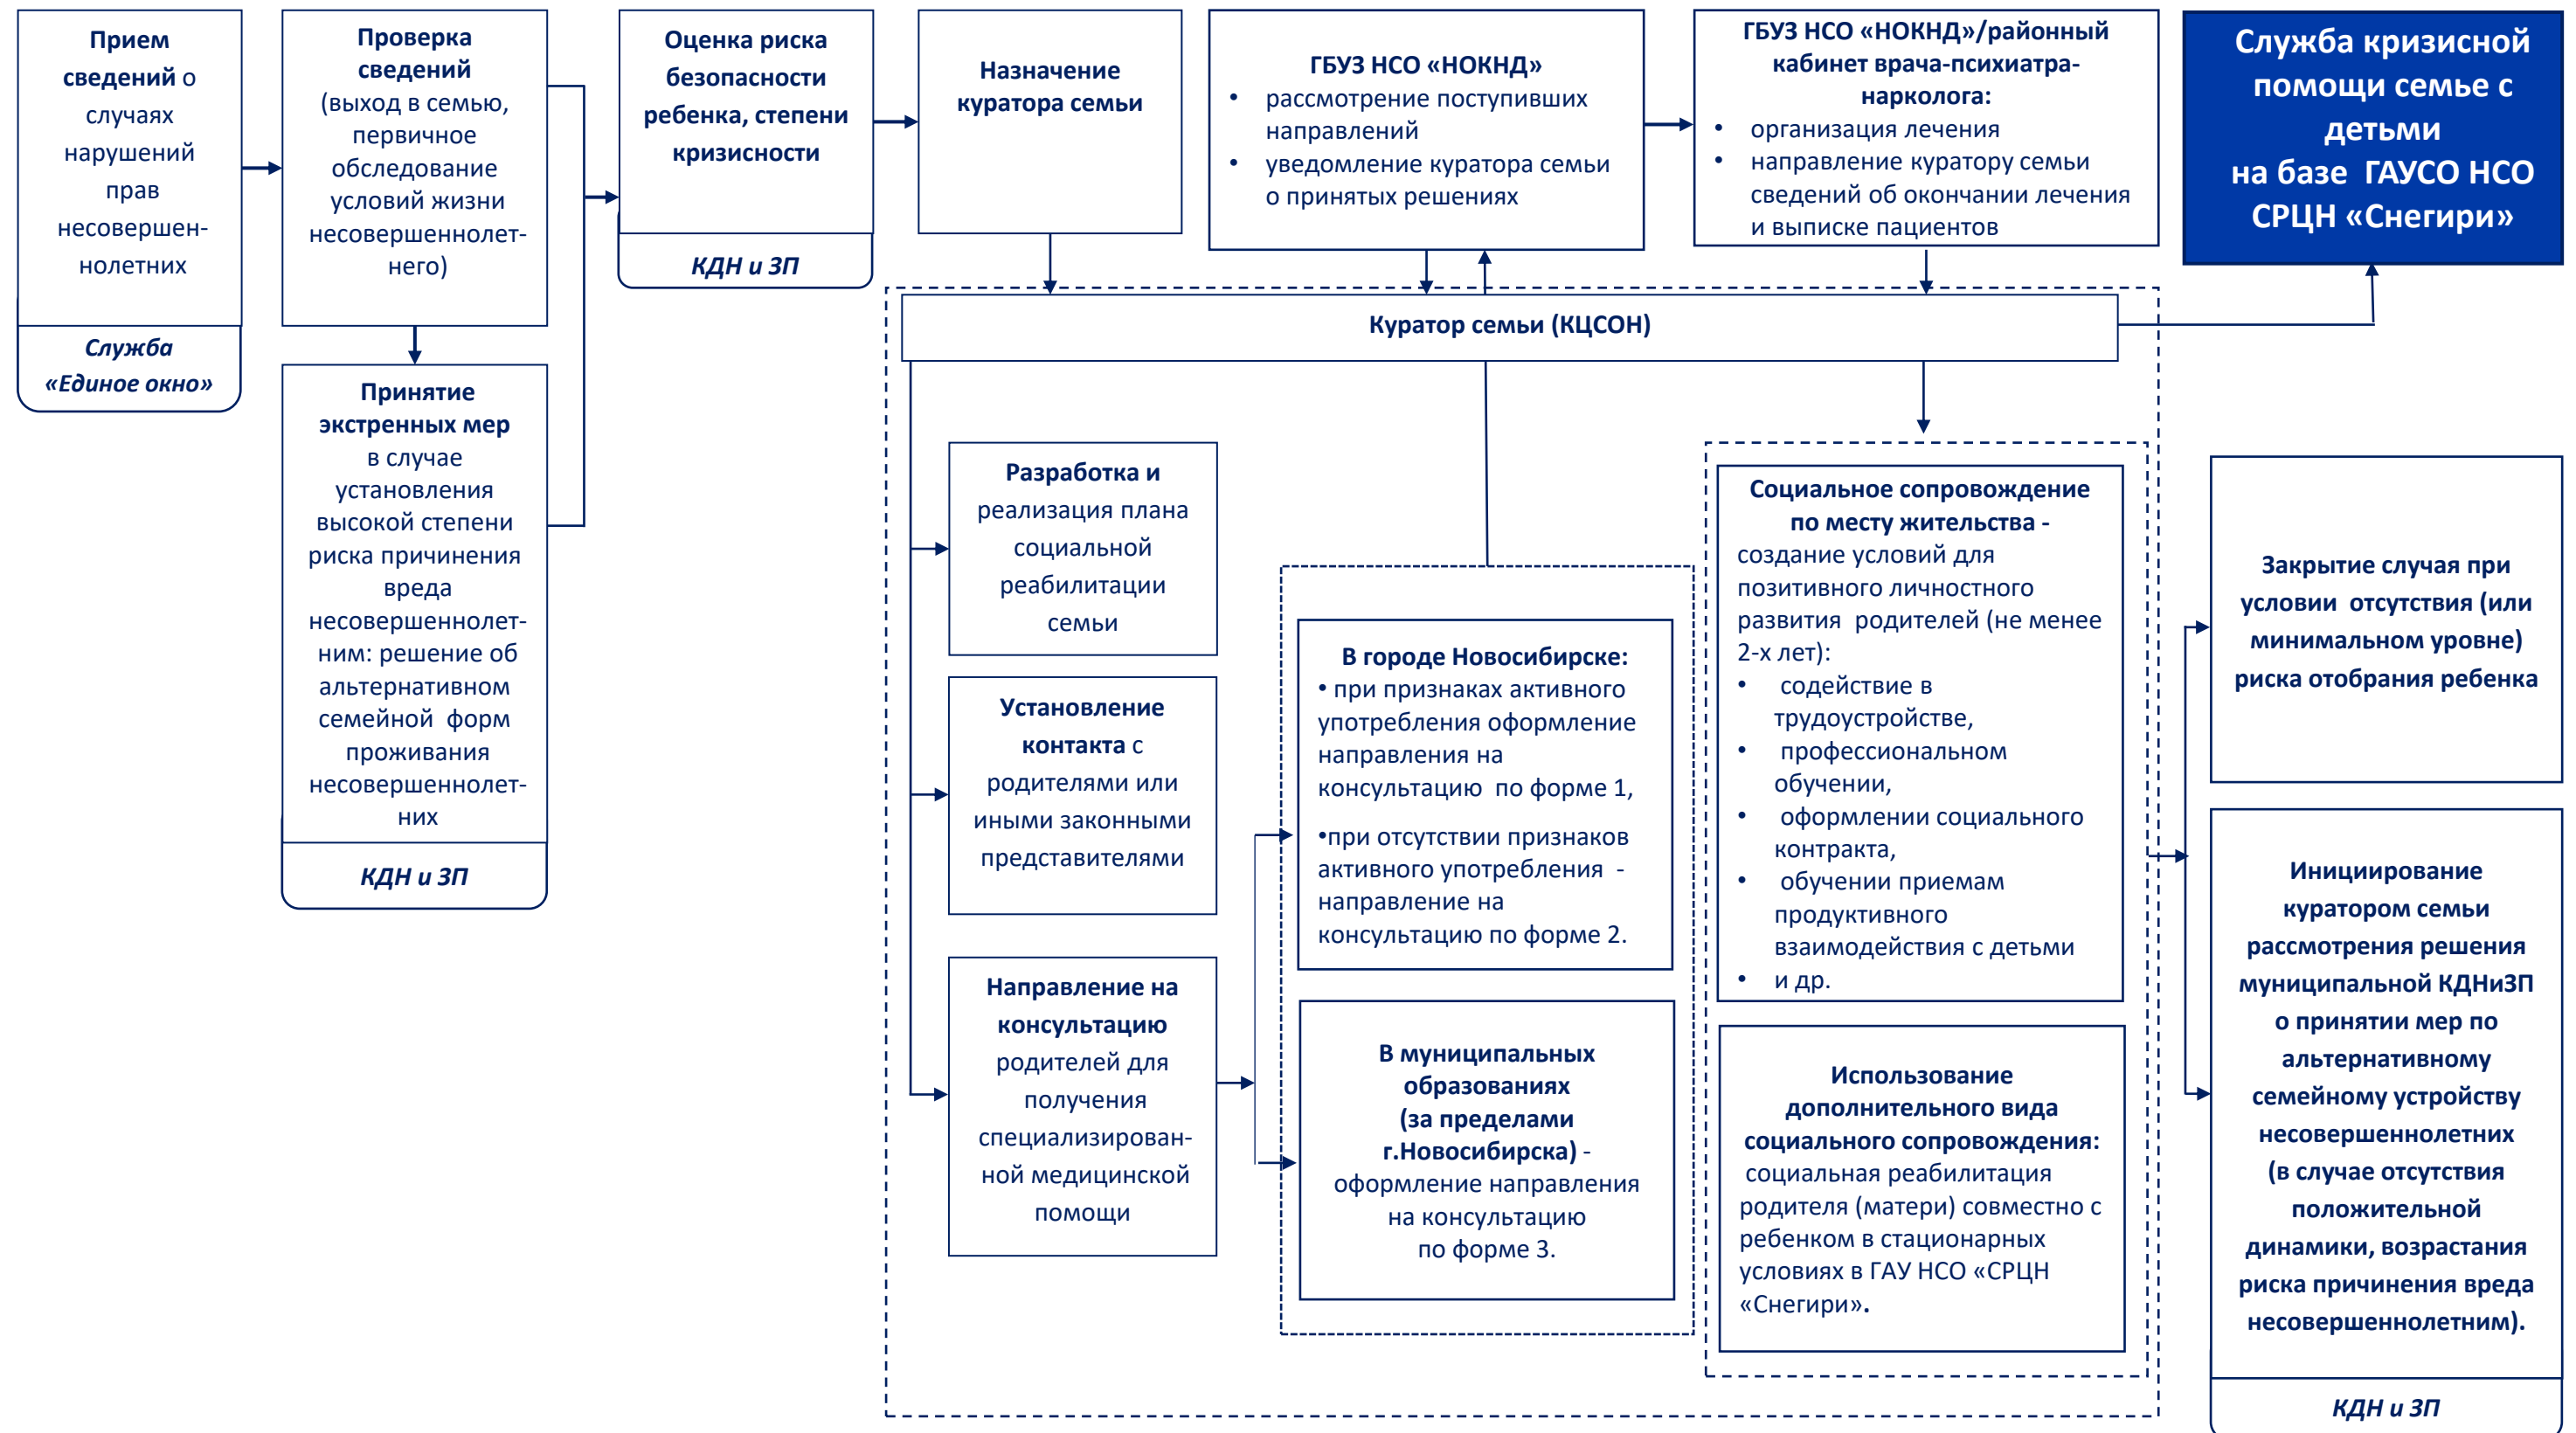 Прием
сведений о
случаях
нарушений
прав
несовершен-
нолетних
Служба
«Единое окно»
Проверка
сведений
(выход в семью,
первичное
обследование
условий жизни
несовершеннолет-
него)
Принятие
экстренных мер
в случае
установления
высокой степени
риска причинения
вреда
несовершеннолет-
ним: решение об
альтернативном
семейной форм
проживания
несовершеннолет-
них
КДН и ЗП
Оценка риска
безопасности
ребенка, степени
кризисности
КДН и ЗП
Назначение
куратора семьи
ГБУЗ НСО «НОКНД»
• рассмотрение поступивших
направлений
• уведомление куратора семьи
о принятых решениях
ГБУЗ НСО «НОКНД»/районный
кабинет врача-психиатра-
нарколога:
• организация лечения
• направление куратору семьи
сведений об окончании лечения
и выписке пациентов
Служба кризисной
помощи семье с
детьми
на базе ГАУСО НСО
СРЦН «Снегири»
Куратор семьи (КЦСОН)
Разработка и
реализация плана
социальной
реабилитации
семьи
Установление
контакта с
родителями или
иными законными
представителями
Направление на
консультацию
родителей для
получения
специализирован-
ной медицинской
помощи
В городе Новосибирске:
• при признаках активного
употребления оформление
направления на
консультацию по форме 1,
•при отсутствии признаков
активного употребления -
направление на
консультацию по форме 2.
В муниципальных
образованиях
(за пределами
г.Новосибирска) -
оформление направления
на консультацию
по форме 3.
Социальное сопровождение
по месту жительства -
создание условий для
позитивного личностного
развития родителей (не менее
2-х лет):
• содействие в
трудоустройстве,
• профессиональном
обучении,
• оформлении социального
контракта,
• обучении приемам
продуктивного
взаимодействия с детьми
• и др.
Использование
дополнительного вида
социального сопровождения:
социальная реабилитация
родителя (матери) совместно с
ребенком в стационарных
условиях в ГАУ НСО «СРЦН
«Снегири».
Закрытие случая при
условии отсутствия (или
минимальном уровне)
риска отобрания ребенка
Инициирование
куратором семьи
рассмотрения решения
муниципальной КДНиЗП
о принятии мер по
альтернативному
семейному устройству
несовершеннолетних
(в случае отсутствия
положительной
динамики, возрастания
риска причинения вреда
несовершеннолетним).
КДН и ЗП